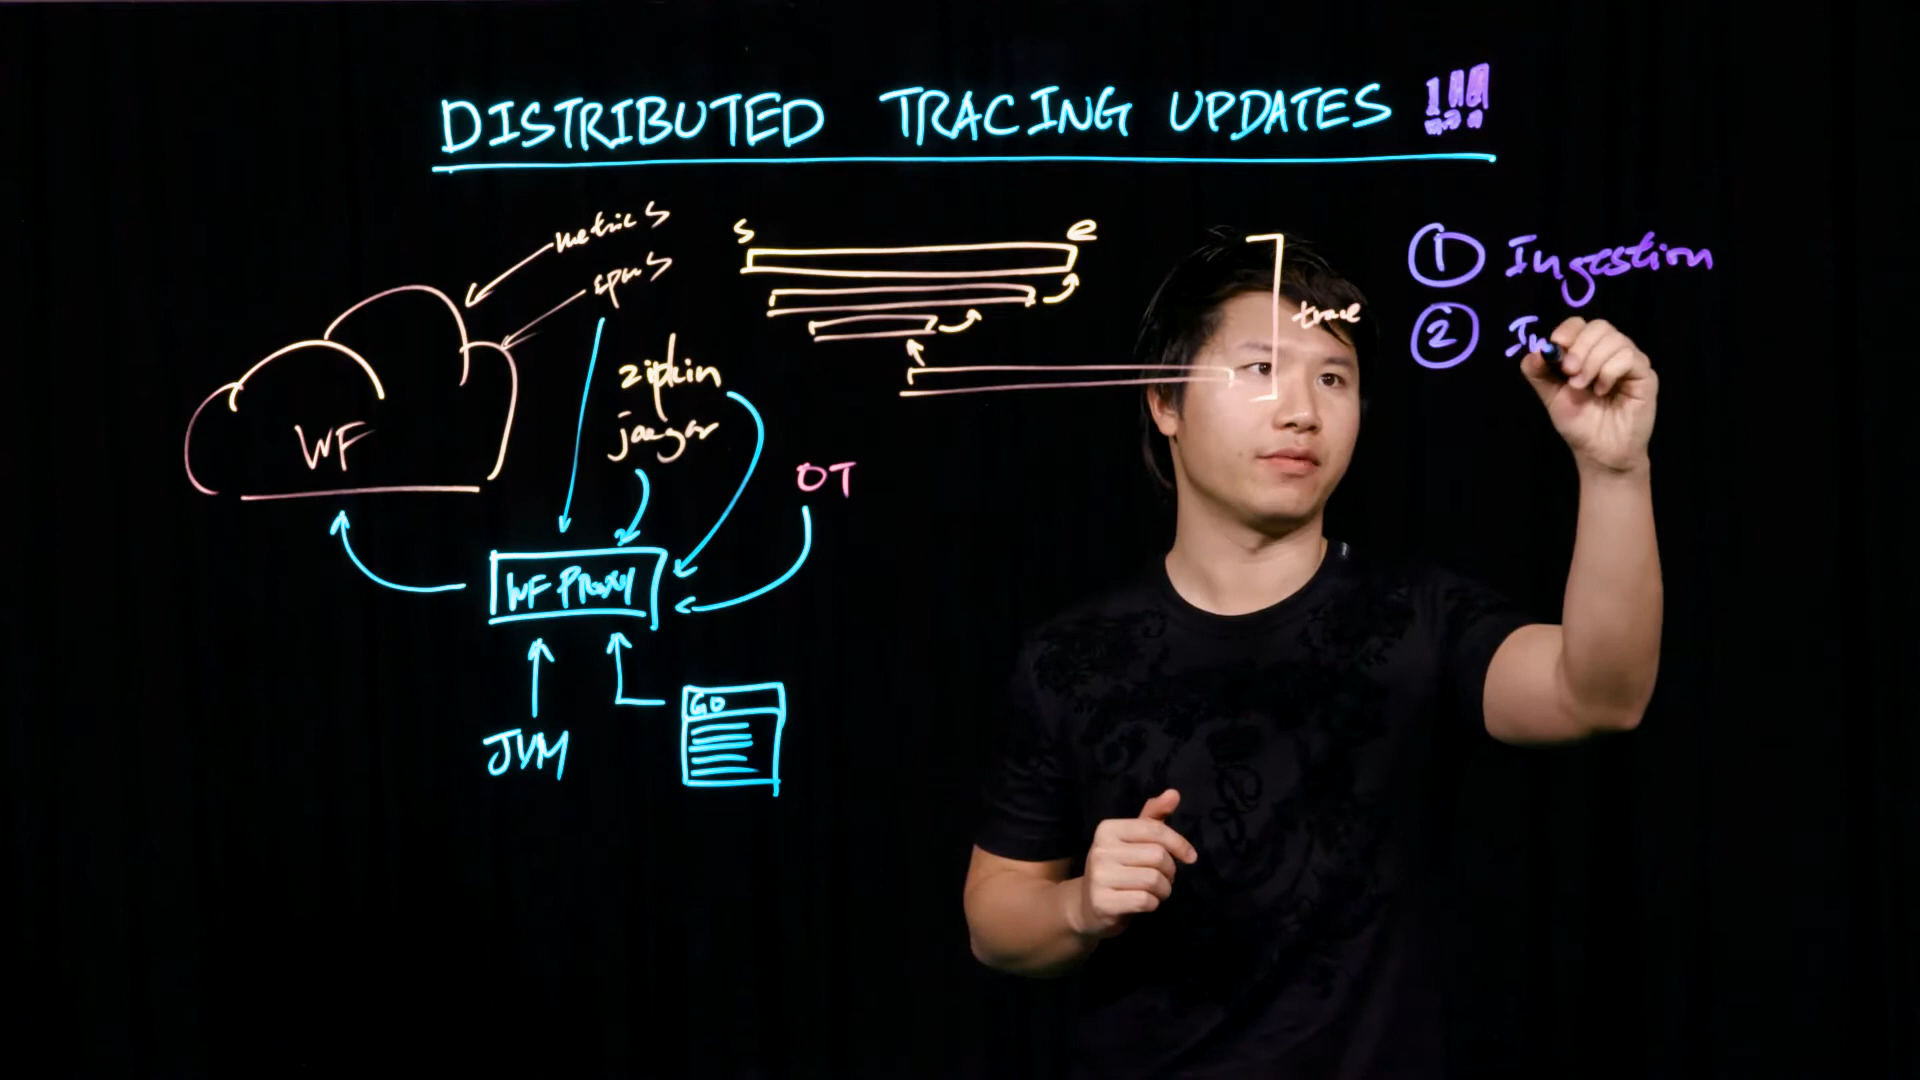 DISTRIBUTED TRACING UPDATES !!!
metrics
spans
s e
zipkin
jaeger
trace
WF
OT
WF PROXY
JVM
GO
1 Ingestion
2 In